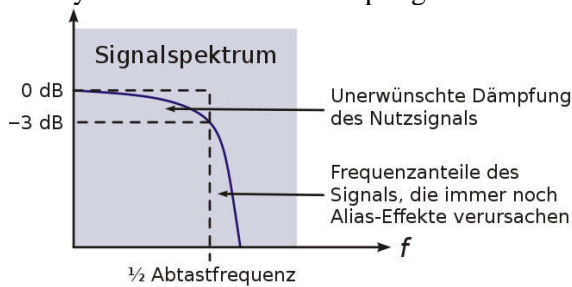 Signalspektrum
0 dB
Unerwünschte Dämpfung
des Nutzsignals
−3 dB
Frequenzanteile des
Signals, die immer noch
Alias-Effekte verursachen
f
½ Abtastfrequenz